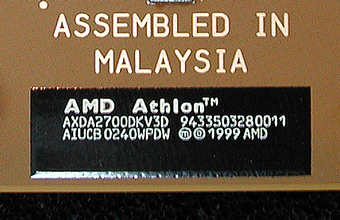 ASSEMBLED IN
MALAYSIA
AMD Athlon™
AXDA2700DKV3D 9433503280011
AIUCB 0240WPDW ⓜ © 1999 AMD